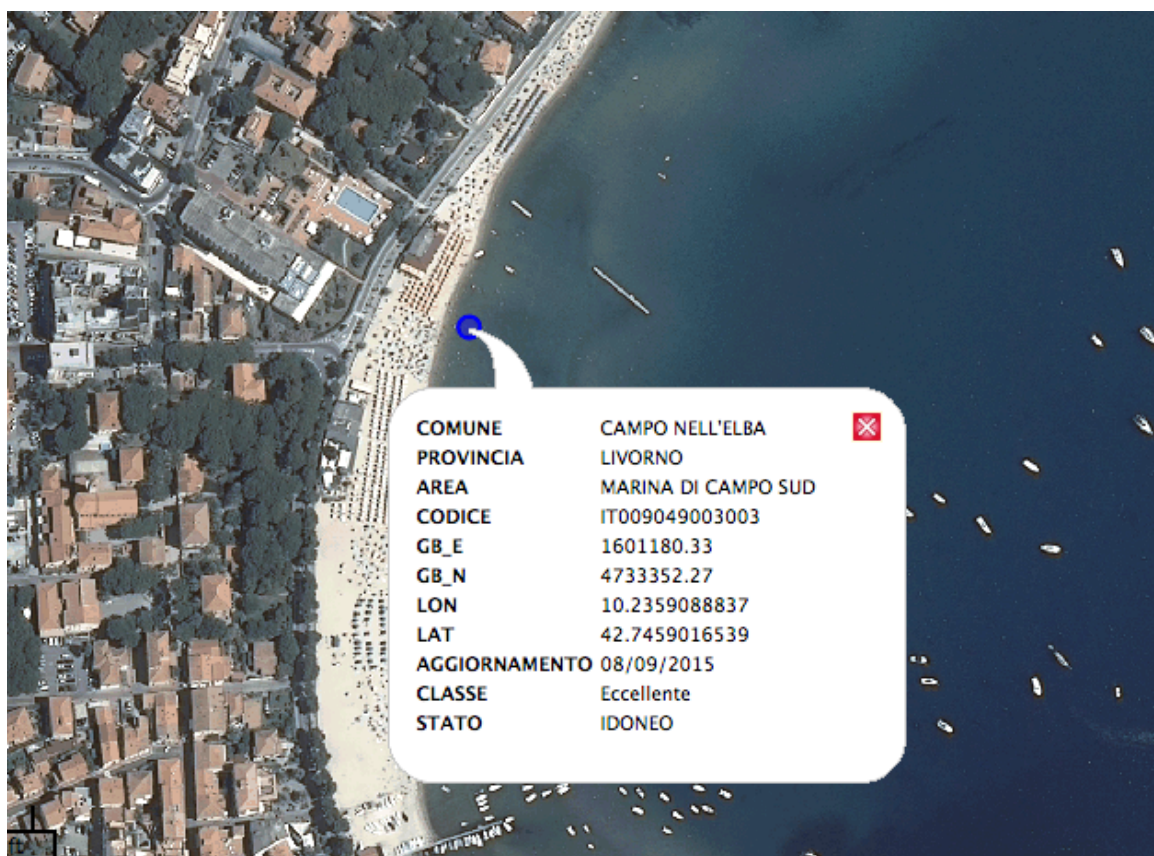 COMUNE CAMPO NELL'ELBA
PROVINCIA LIVORNO
AREA MARINA DI CAMPO SUD
CODICE IT009049003003
GB_E 1601180.33
GB_N 4733352.27
LON 10.2359088837
LAT 42.7459016539
AGGIORNAMENTO 08/09/2015
CLASSE Eccellente
STATO IDONEO